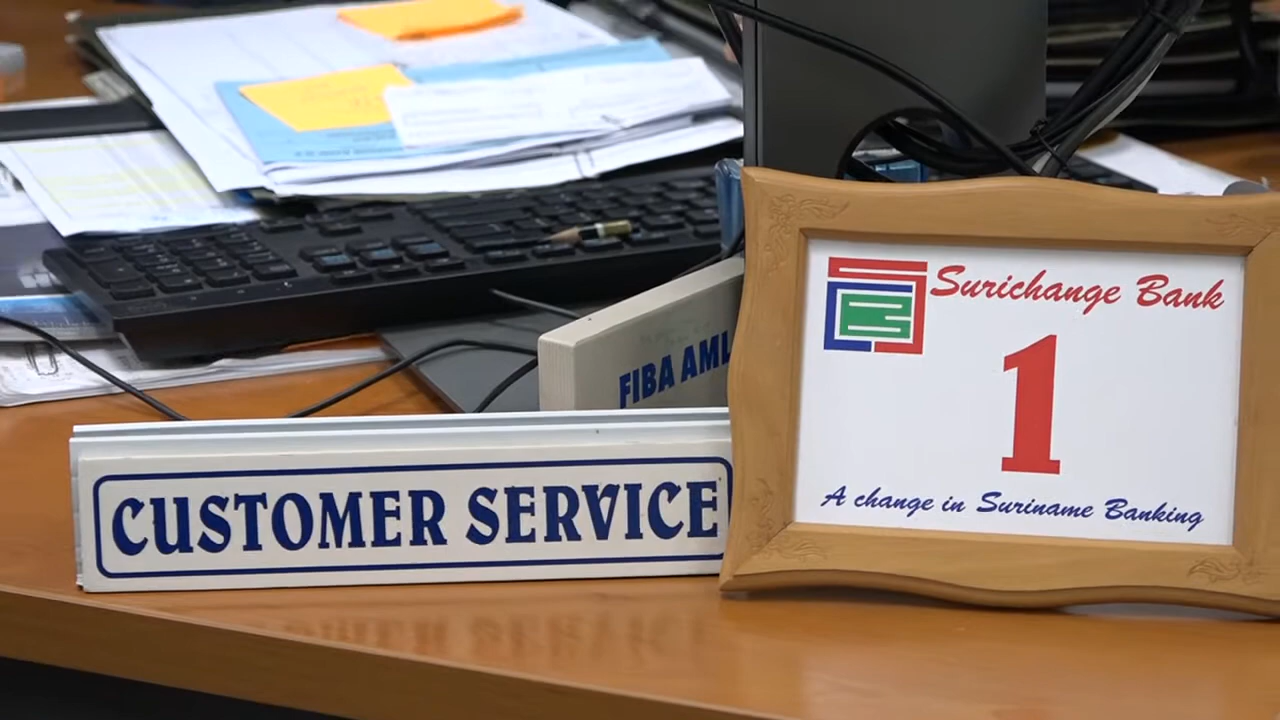 Surichange Bank
1
A change in Suriname Banking
FIBA AML
CUSTOMER SERVICE